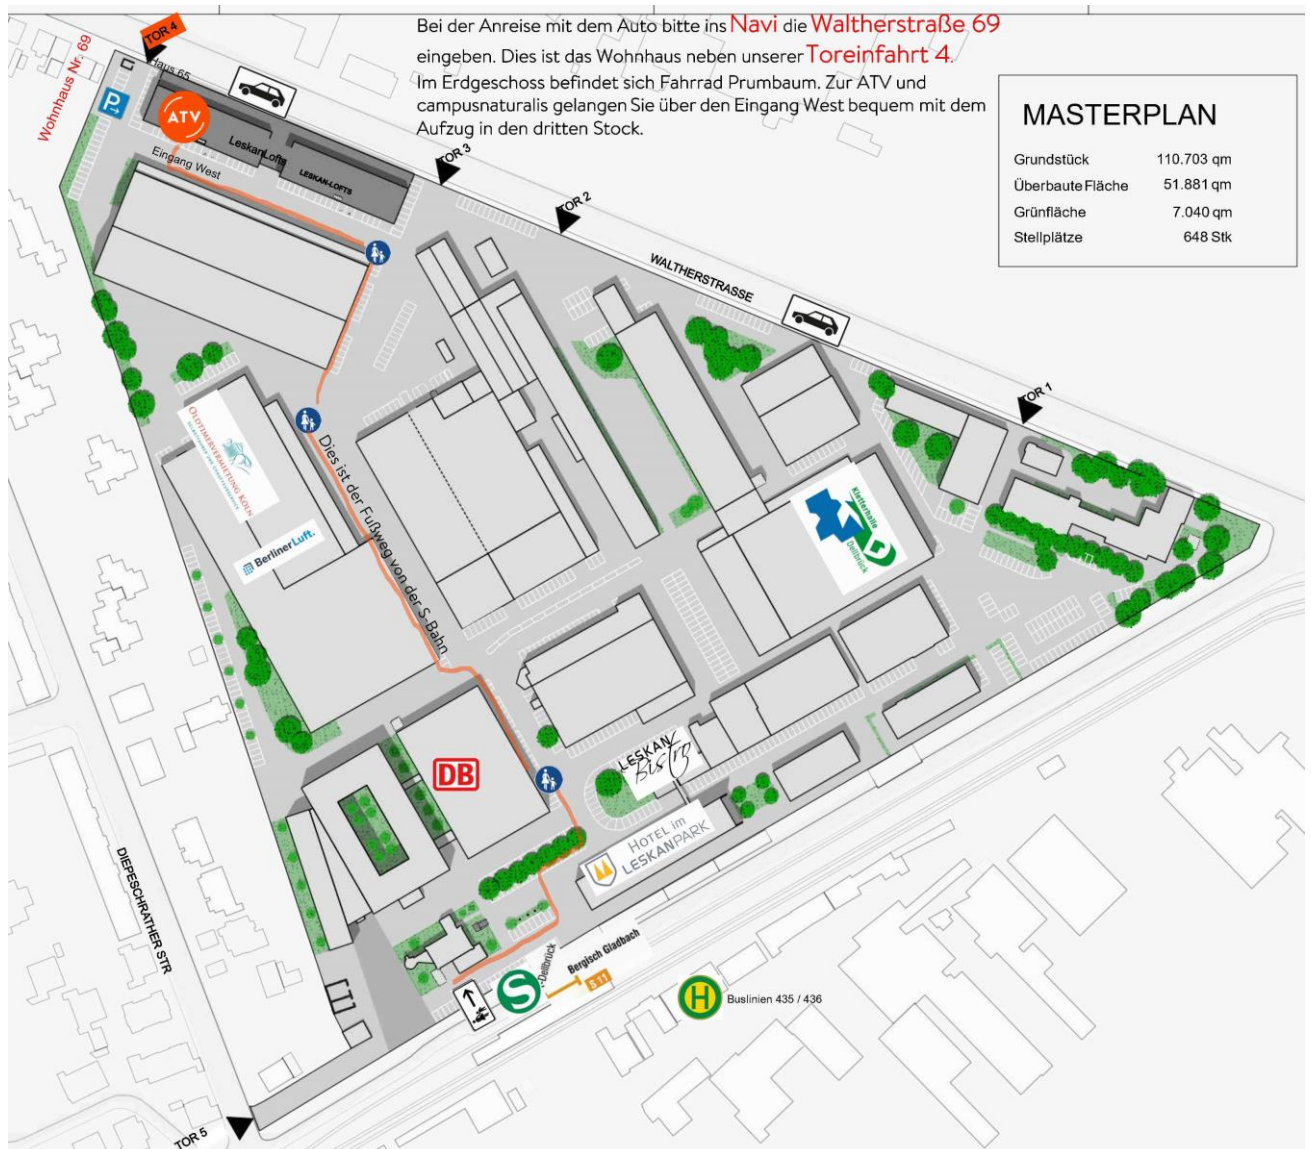 Bei der Anreise mit dem Auto bitte ins Navi die Waltherstraße 69
eingeben. Dies ist das Wohnhaus neben unserer Toreinfahrt 4.
Im Erdgeschoss befindet sich Fahrrad Prumbaum. Zur ATV und
campusnaturalis gelangen Sie über den Eingang West bequem mit dem
Aufzug in den dritten Stock.
MASTERPLAN
Grundstück 110.703 qm
Überbaute Fläche 51.881 qm
Grünfläche 7.040 qm
Stellplätze 648 Stk
TOR 4
Wohnhaus Nr. 69
Haus 65
P
ATV
LeskanLofts
LESKAN-LOFTS
Eingang West
TOR 3
TOR 2
WALTHERSTRASSE
TOR 1
OLDTIMERVERMIETUNG KÖLN
BerlinerLuft.
Dies ist der Fußweg von der S-Bahn
Kletterhalle
Dellbrück
DB
LESKAN
Bistro
HOTEL im
LESKANPARK
DIEPESCHRATHER STR
S
-Dellbrück
Bergisch Gladbach
S 11
H
Buslinien 435 / 436
TOR 5